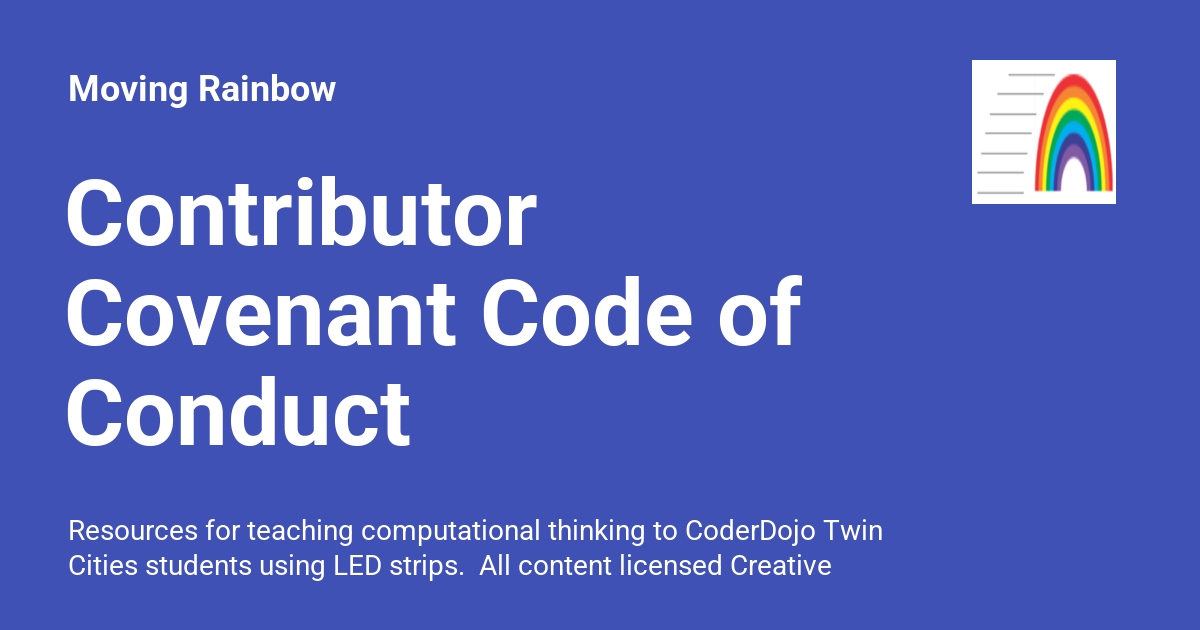 Moving Rainbow
Contributor
Covenant Code of
Conduct
Resources for teaching computational thinking to CoderDojo Twin
Cities students using LED strips.  All content licensed Creative